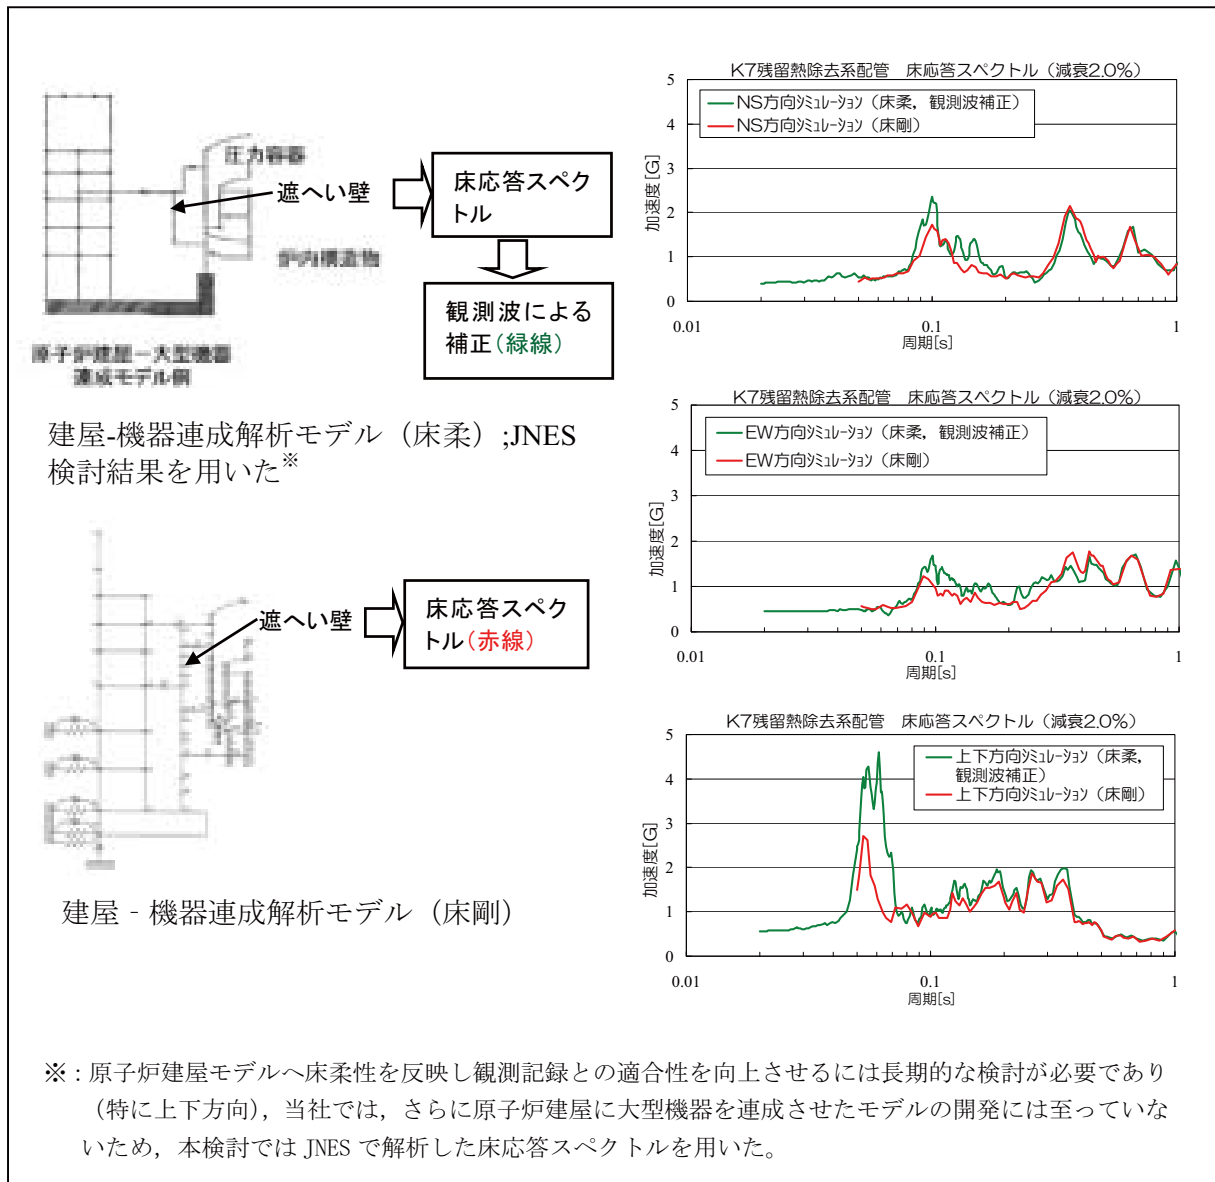 圧力容器
遮へい壁
炉内構造物
原子炉建屋－大型機器
連成モデル例
床応答スペク
トル
観測波による
補正（緑線）
建屋-機器連成解析モデル（床柔）;JNES
検討結果を用いた※
遮へい壁
床応答スペク
トル（赤線）
建屋‐機器連成解析モデル（床剛）
K7残留熱除去系配管　床応答スペクトル（減衰2.0%）
NS方向ｼﾐｭﾚｰｼｮﾝ（床柔，観測波補正）
NS方向ｼﾐｭﾚｰｼｮﾝ（床剛）
加速度[G]
5
4
3
2
1
0
0.01
0.1
1
周期[s]
K7残留熱除去系配管　床応答スペクトル（減衰2.0%）
EW方向ｼﾐｭﾚｰｼｮﾝ（床柔，観測波補正）
EW方向ｼﾐｭﾚｰｼｮﾝ（床剛）
加速度[G]
5
4
3
2
1
0
0.01
0.1
1
周期[s]
K7残留熱除去系配管　床応答スペクトル（減衰2.0%）
上下方向ｼﾐｭﾚｰｼｮﾝ（床柔，
観測波補正）
上下方向ｼﾐｭﾚｰｼｮﾝ（床剛）
加速度[G]
5
4
3
2
1
0
0.01
0.1
1
周期[s]
※：原子炉建屋モデルへ床柔性を反映し観測記録との適合性を向上させるには長期的な検討が必要であり
（特に上下方向），当社では，さらに原子炉建屋に大型機器を連成させたモデルの開発には至っていな
いため，本検討では JNES で解析した床応答スペクトルを用いた。